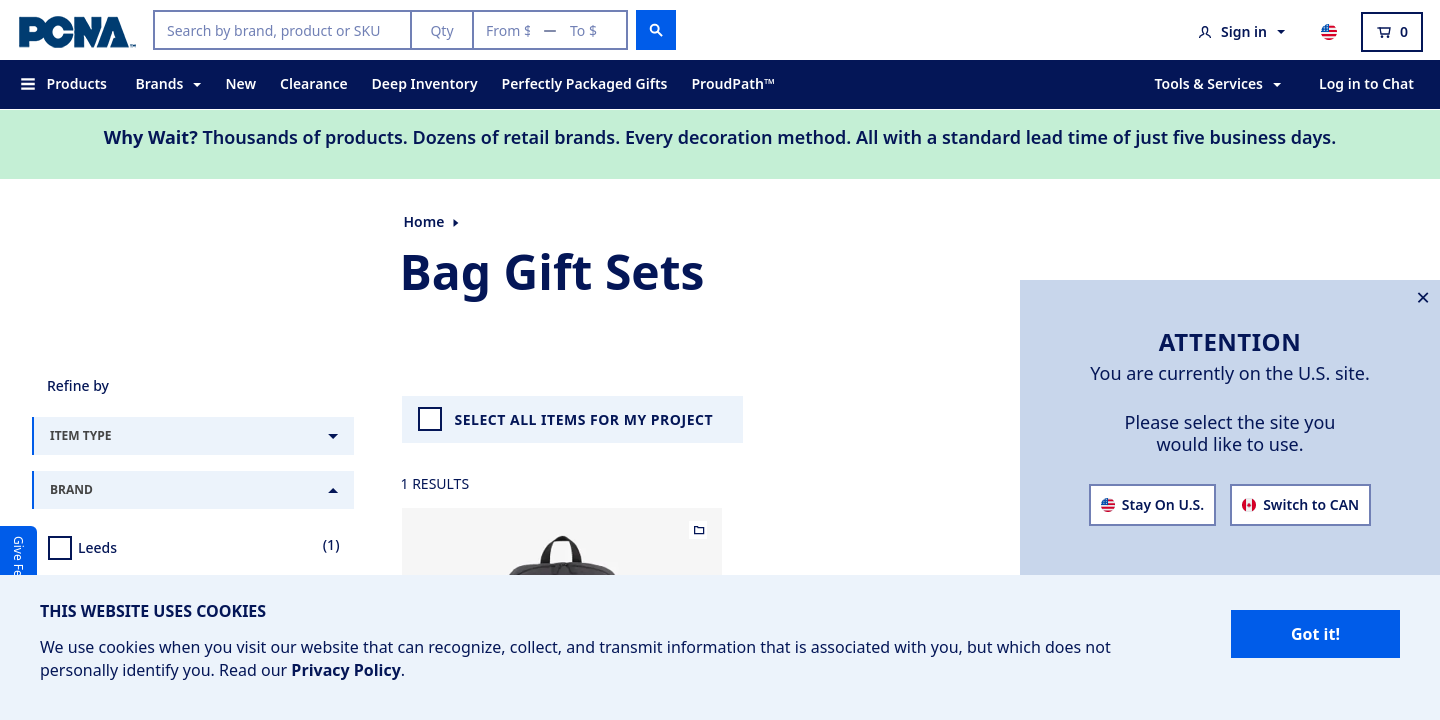 PCNA™
Search by brand, product or SKU
Qty
From $
To $
Sign in
0
Products
Brands
New
Clearance
Deep Inventory
Perfectly Packaged Gifts
ProudPath™
Tools & Services
Log in to Chat
Why Wait? Thousands of products. Dozens of retail brands. Every decoration method. All with a standard lead time of just five business days.
Home
Bag Gift Sets
Refine by
ITEM TYPE
BRAND
Leeds
(1)
SELECT ALL ITEMS FOR MY PROJECT
1 RESULTS
ATTENTION
You are currently on the U.S. site.
Please select the site you
would like to use.
Stay On U.S.
Switch to CAN
Give Fe
THIS WEBSITE USES COOKIES
We use cookies when you visit our website that can recognize, collect, and transmit information that is associated with you, but which does not
personally identify you. Read our Privacy Policy.
Got it!